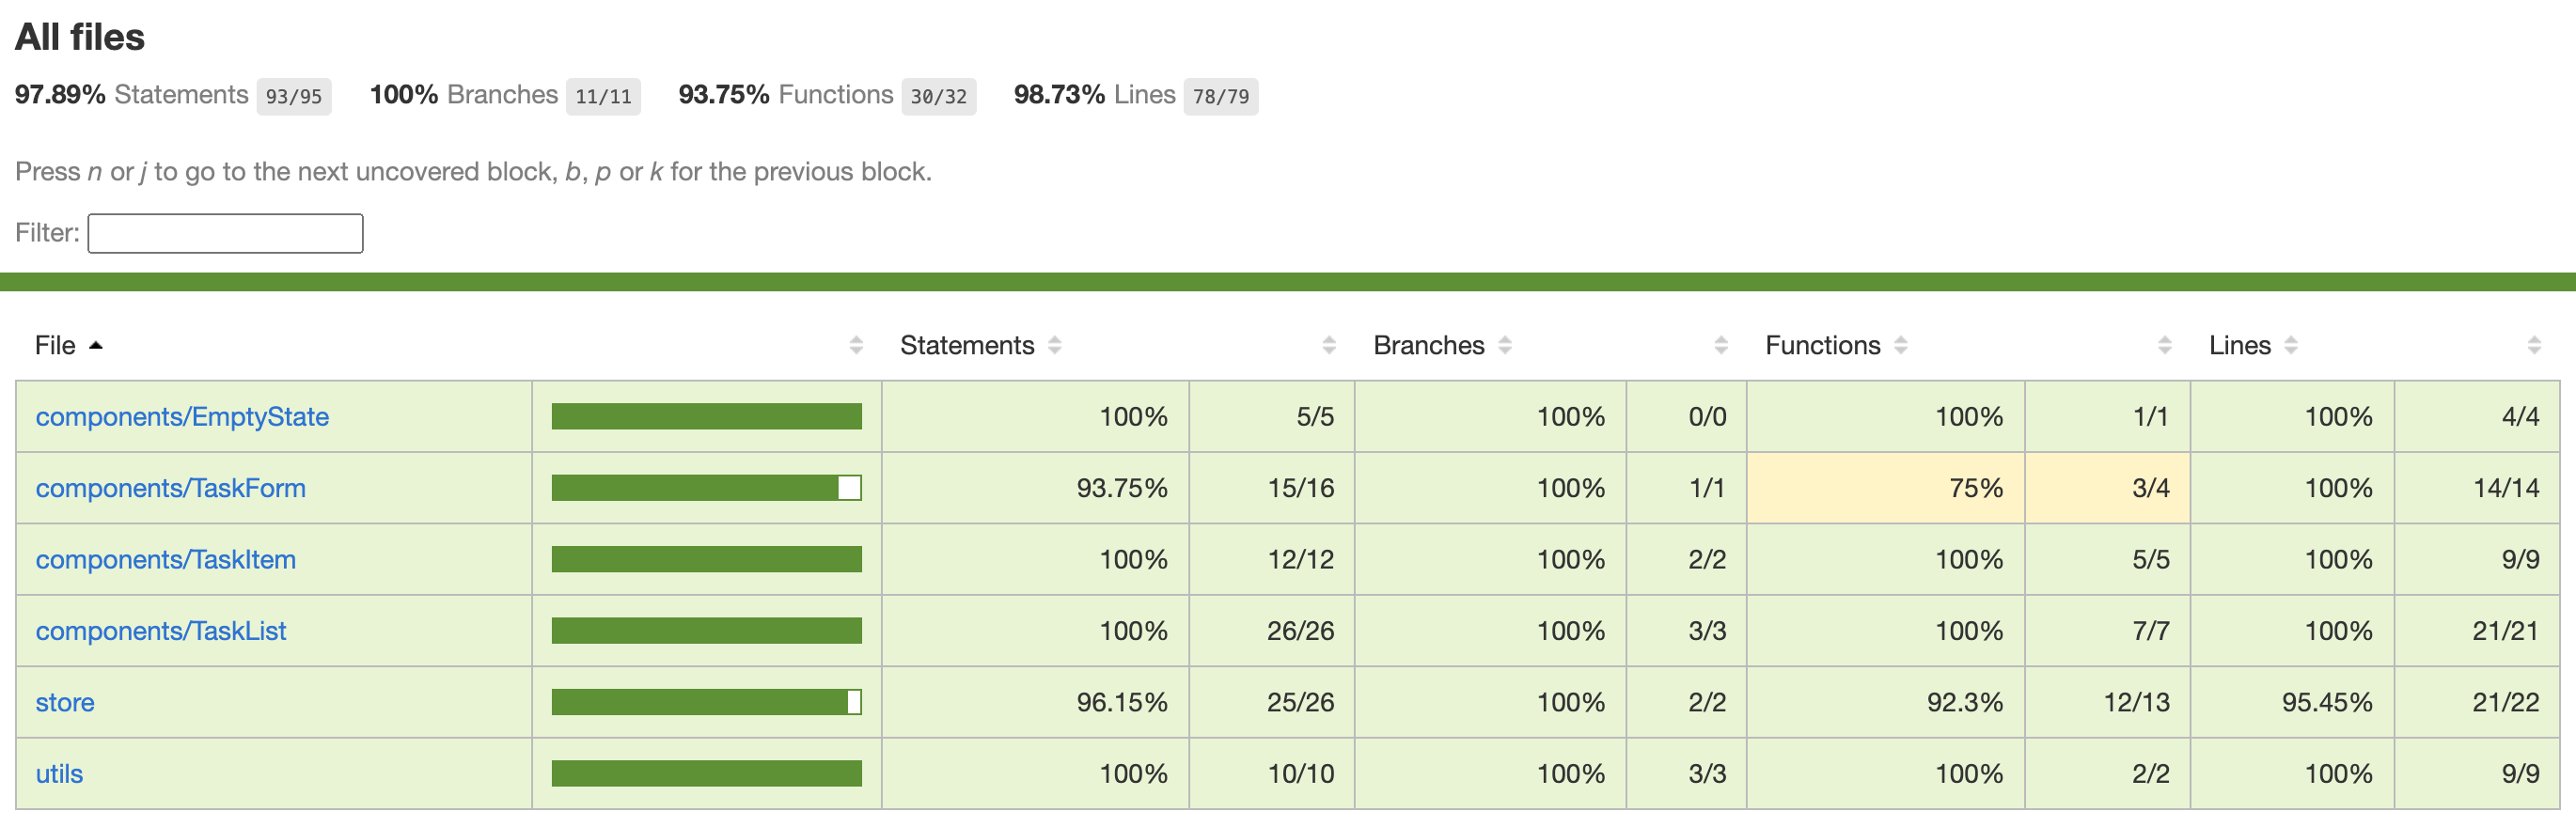 All files
97.89% Statements 93/95 100% Branches 11/11 93.75% Functions 30/32 98.73% Lines 78/79
Press n or j to go to the next uncovered block, b, p or k for the previous block.
Filter:
File Statements Branches Functions Lines
components/EmptyState 100% 5/5 100% 0/0 100% 1/1 100% 4/4
components/TaskForm 93.75% 15/16 100% 1/1 75% 3/4 100% 14/14
components/TaskItem 100% 12/12 100% 2/2 100% 5/5 100% 9/9
components/TaskList 100% 26/26 100% 3/3 100% 7/7 100% 21/21
store 96.15% 25/26 100% 2/2 92.3% 12/13 95.45% 21/22
utils 100% 10/10 100% 3/3 100% 2/2 100% 9/9